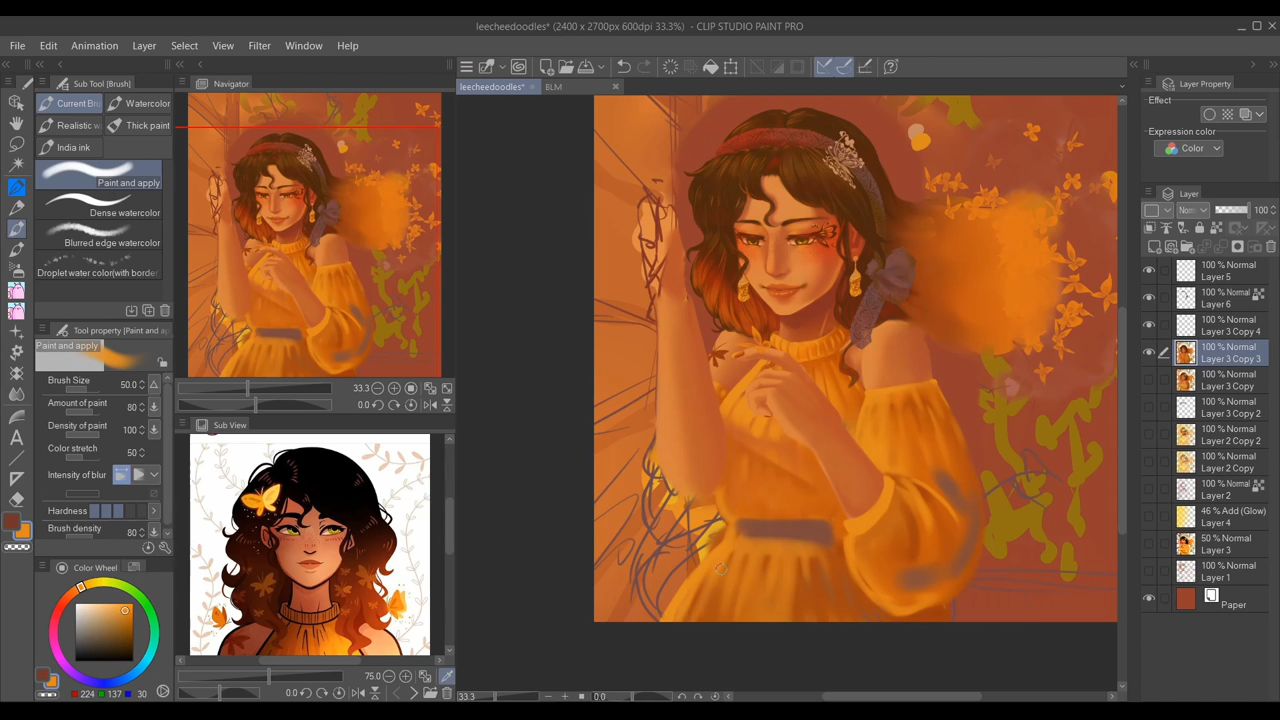 leecheedoodles* (2400 x 2700px 600dpi 33.3%) - CLIP STUDIO PAINT PRO
File Edit Animation Layer Select View Filter Window Help
Sub Tool [Brush]
Current Bru
Watercolor
Realistic w
Thick paint
India ink
Paint and apply
Dense watercolor
Blurred edge watercolor
Droplet water color(with border
Tool property [Paint and ap
Paint and apply
Brush Size 50.0
Amount of paint 80
Density of paint 100
Color stretch 50
Intensity of blur
Hardness
Brush density 80
Color Wheel
224 137 30
Navigator
33.3
0.0
Sub View
75.0
0.0
leecheedoodles*
BLM
33.3
0.0
Layer Property
Effect
Expression color
Color
Layer
Norm 100
100 % Normal
Layer 5
100 % Normal
Layer 6
100 % Normal
Layer 3 Copy 4
100 % Normal
Layer 3 Copy 3
100 % Normal
Layer 3 Copy
100 % Normal
Layer 3 Copy 2
100 % Normal
Layer 2 Copy 2
100 % Normal
Layer 2 Copy
100 % Normal
Layer 2
46 % Add (Glow)
Layer 4
50 % Normal
Layer 3
100 % Normal
Layer 1
Paper